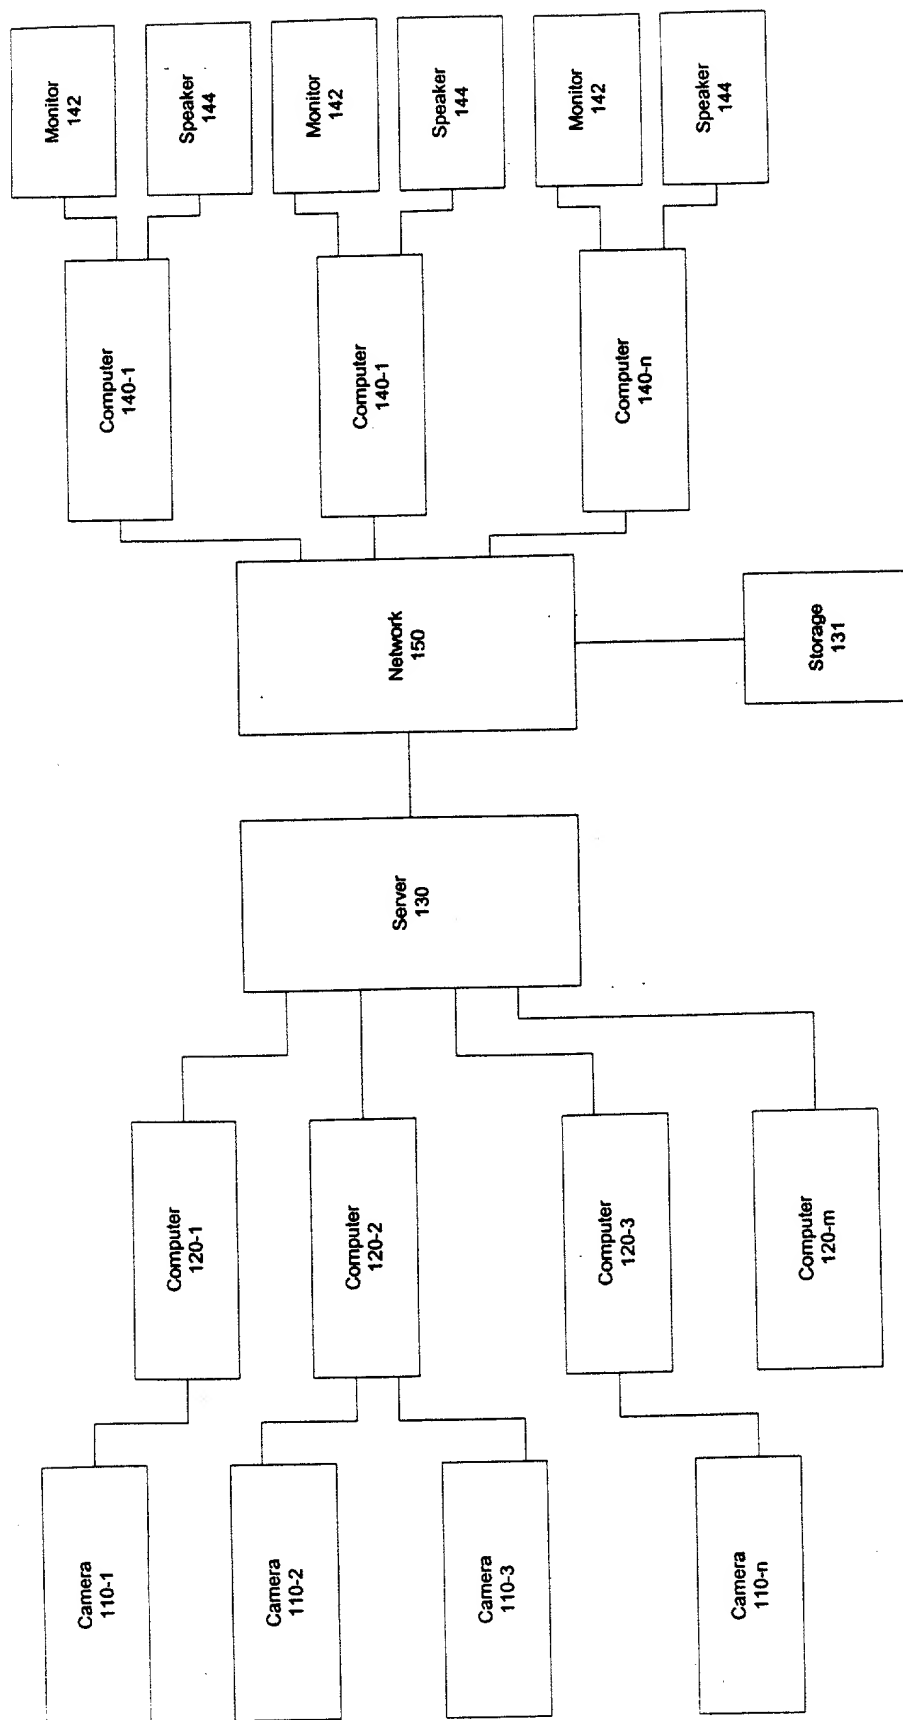 Camera
110-1
Camera
110-2
Camera
110-3
Camera
110-n
Computer
120-1
Computer
120-2
Computer
120-3
Computer
120-m
Server
130
Network
150
Storage
131
Computer
140-1
Computer
140-1
Computer
140-n
Monitor
142
Speaker
144
Monitor
142
Speaker
144
Monitor
142
Speaker
144